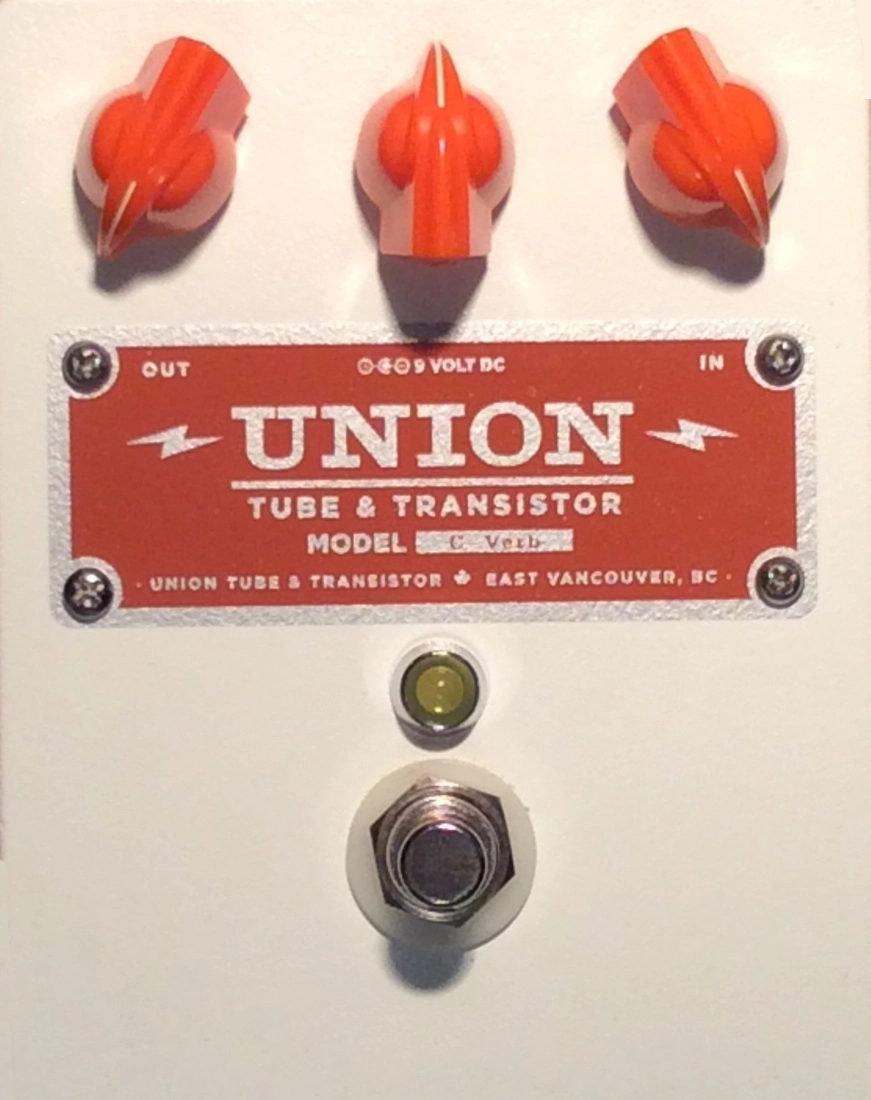 OUT 9 VOLT DC IN
UNION
TUBE & TRANSISTOR
MODEL C Verb
· UNION TUBE & TRANSISTOR EAST VANCOUVER, BC ·